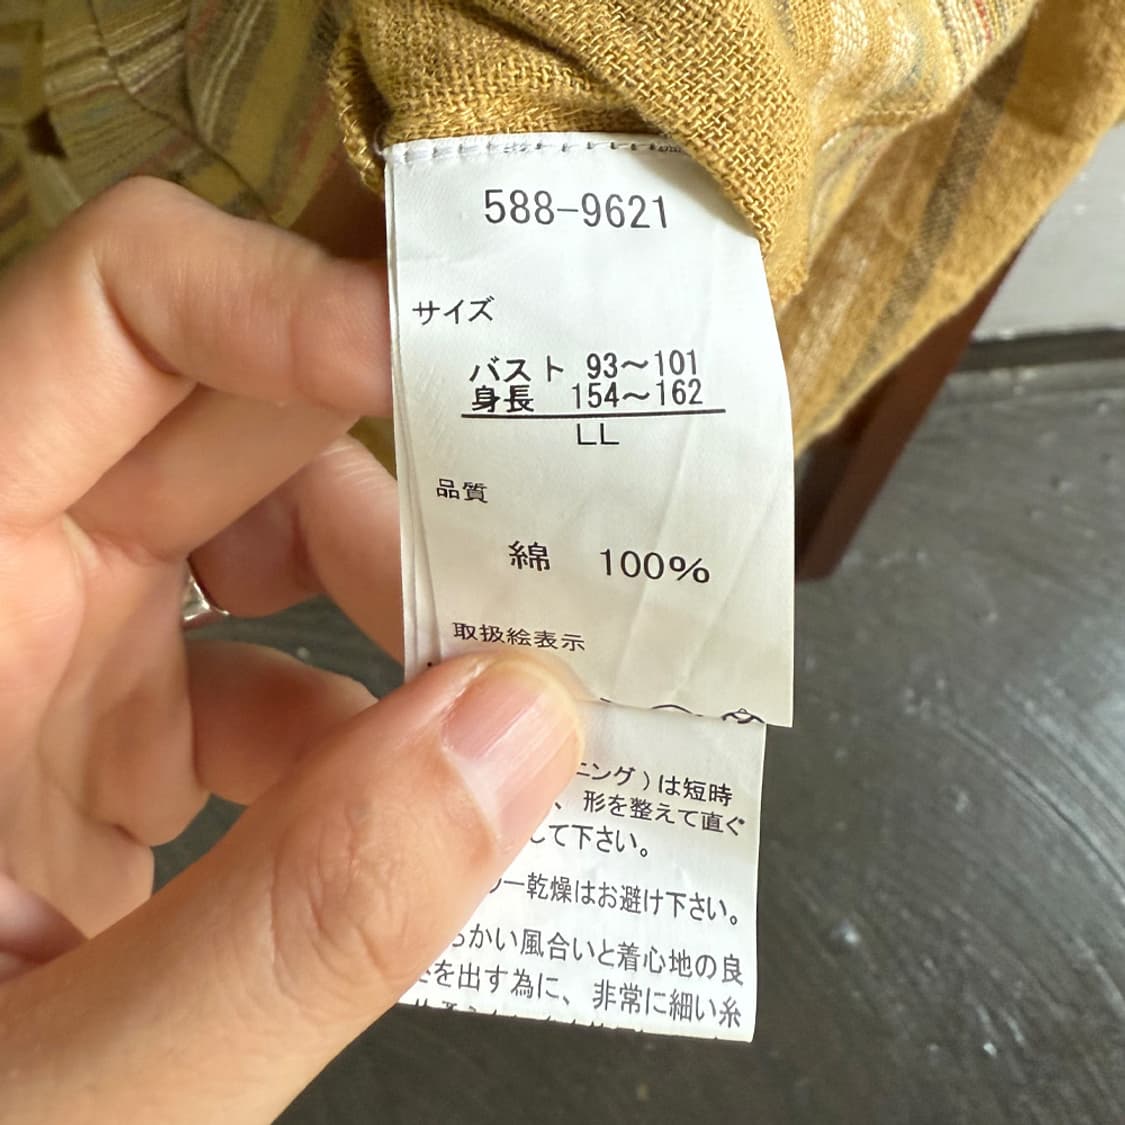 588-9621
サイズ
バスト 93〜101
身長 154〜162
LL
品質
綿 100%
取扱絵表示
ニング)は短時
、形を整えて直ぐ
して下さい。
ー乾燥はお避け下さい。
らかい風合いと着心地の良
さを出す為に、非常に細い糸